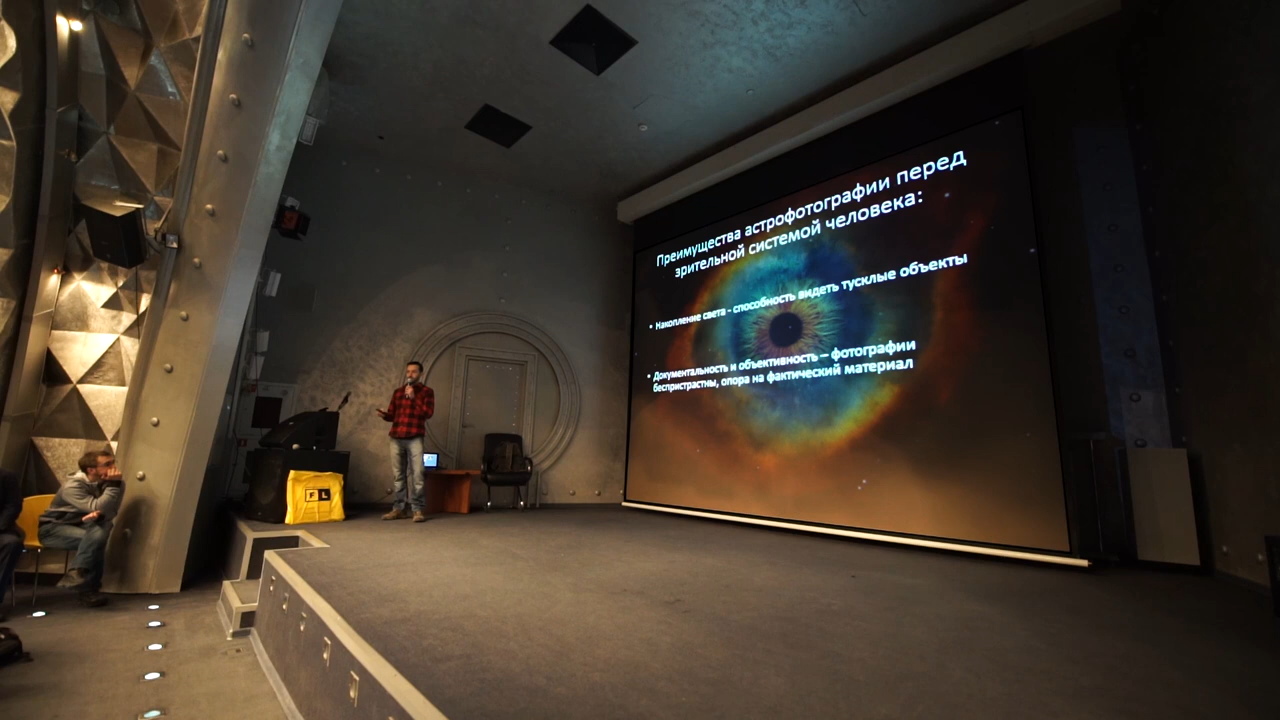 Преимущества астрофотографии перед
зрительной системой человека:
• Накопление света - способность видеть тусклые объекты
• Документальность и объективность – фотографии
беспристрастны, опора на фактический материал
FL